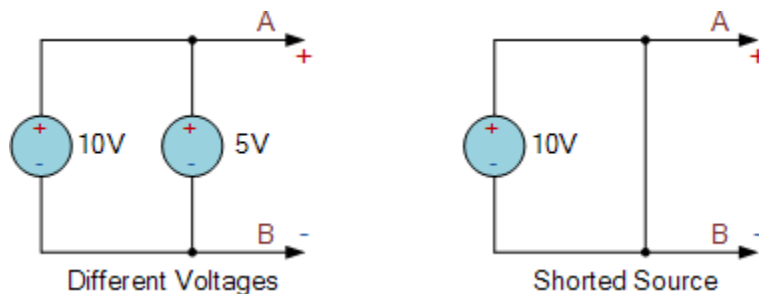 A
+
+
10V
-
+
5V
-
B
-
Different Voltages
A
+
+
10V
-
B
-
Shorted Source